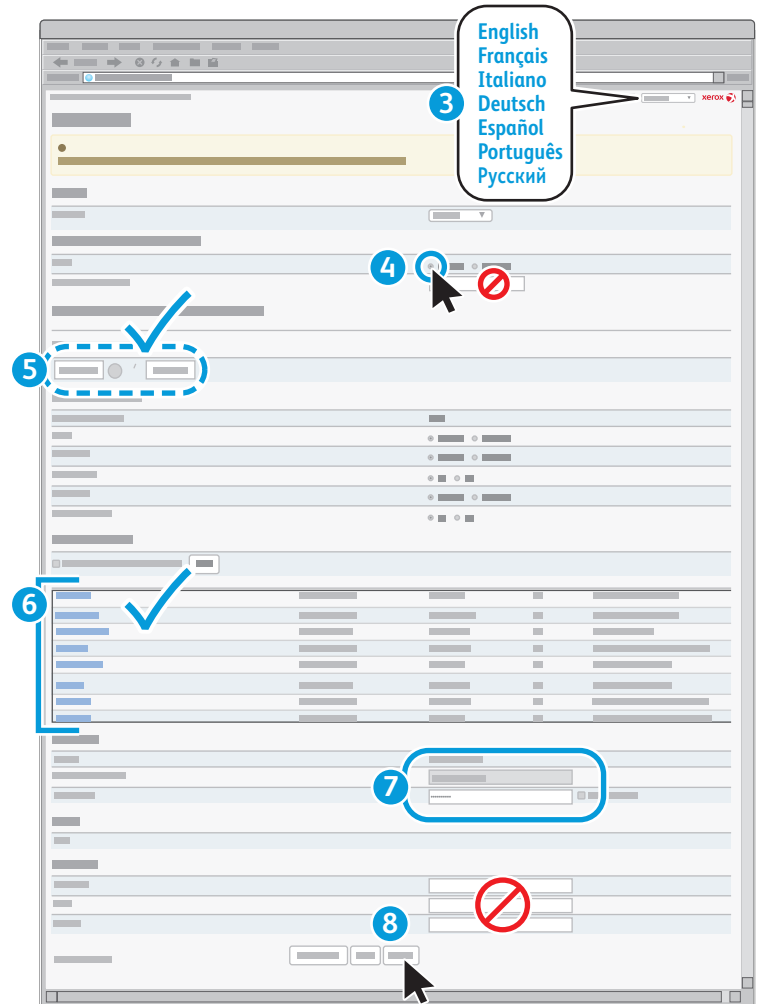 English
Français
Italiano
3 Deutsch
Español
Português
Русский
xerox
4
5
6
7
8